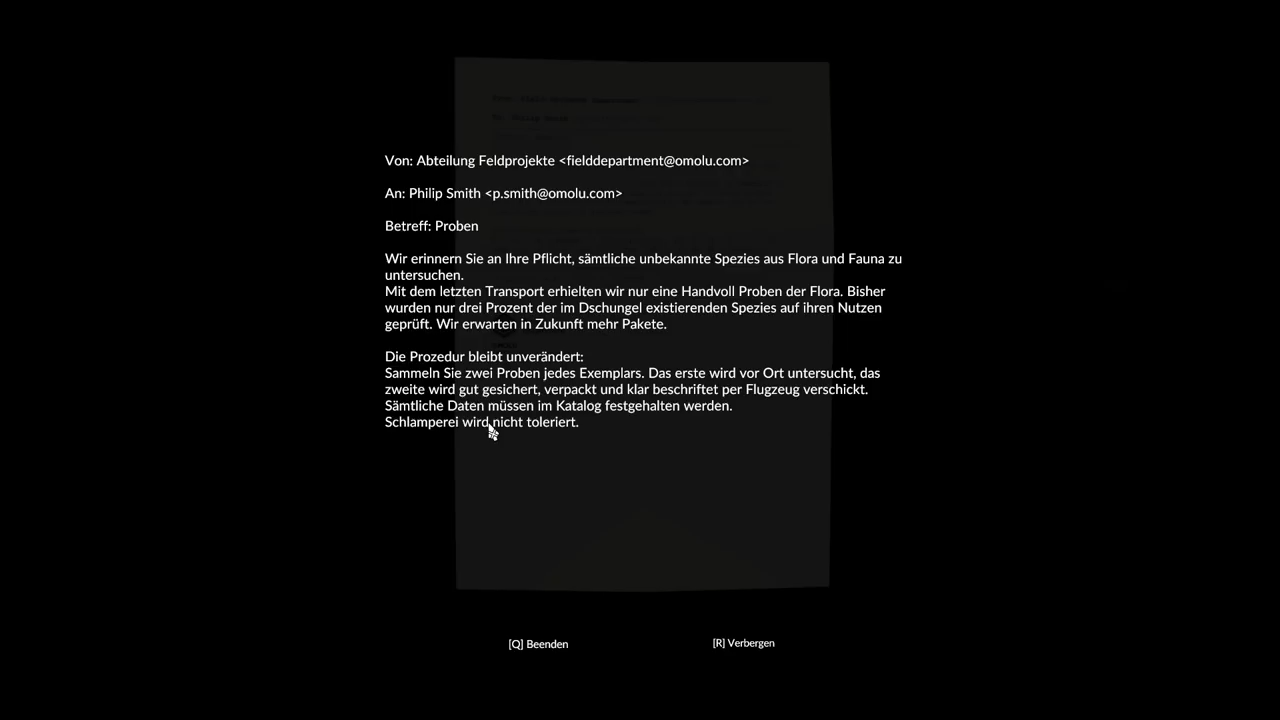 Von: Abteilung Feldprojekte <fielddepartment@omolu.com>
An: Philip Smith <p.smith@omolu.com>
Betreff: Proben
Wir erinnern Sie an Ihre Pflicht, sämtliche unbekannte Spezies aus Flora und Fauna zu
untersuchen.
Mit dem letzten Transport erhielten wir nur eine Handvoll Proben der Flora. Bisher
wurden nur drei Prozent der im Dschungel existierenden Spezies auf ihren Nutzen
geprüft. Wir erwarten in Zukunft mehr Pakete.
Die Prozedur bleibt unverändert:
Sammeln Sie zwei Proben jedes Exemplars. Das erste wird vor Ort untersucht, das
zweite wird gut gesichert, verpackt und klar beschriftet per Flugzeug verschickt.
Sämtliche Daten müssen im Katalog festgehalten werden.
Schlamperei wird nicht toleriert.
[Q] Beenden
[R] Verbergen